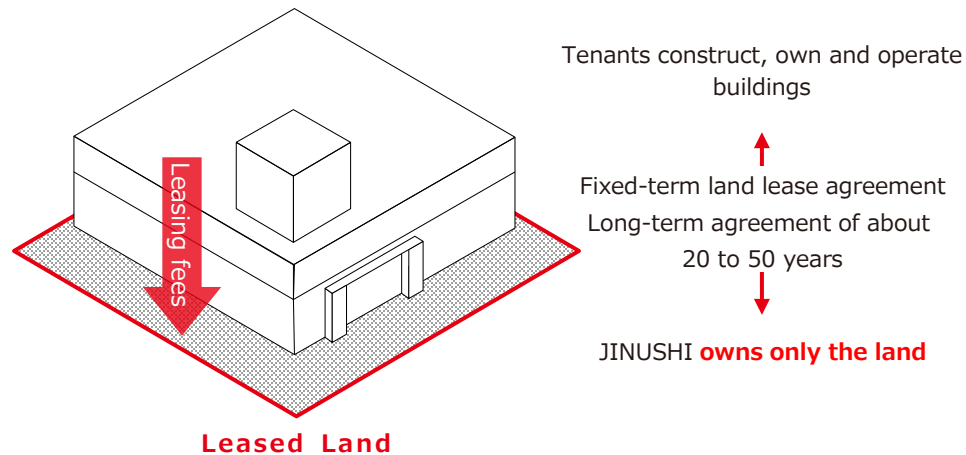 Tenants construct, own and operate
buildings
Leasing fees
Fixed-term land lease agreement
Long-term agreement of about
20 to 50 years
JINUSHI owns only the land
Leased Land